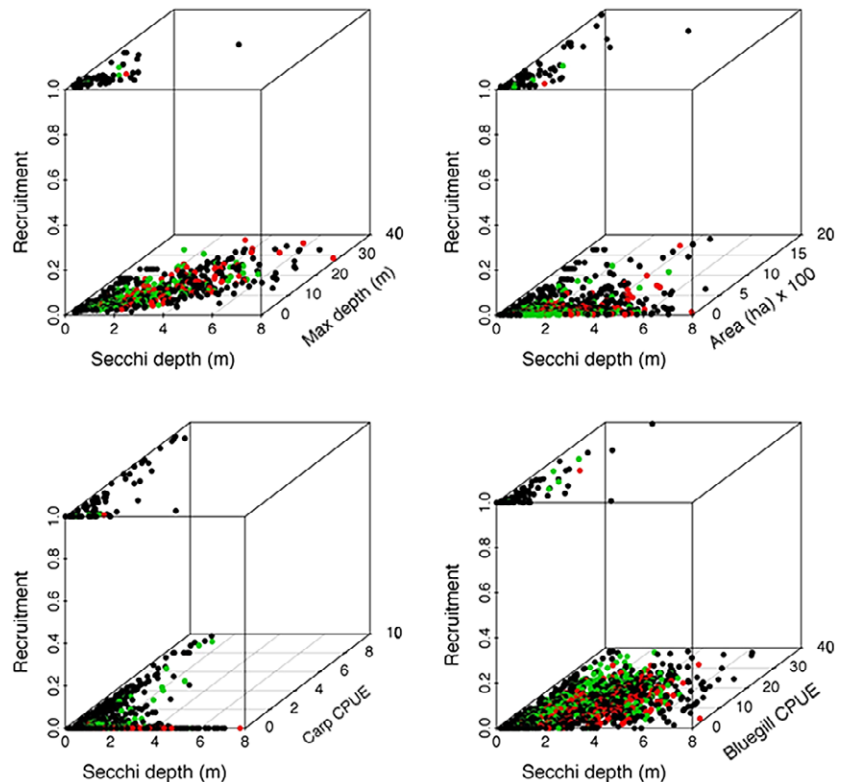 1.0
0.8
0.6
0.4
0.2
0.0
Recruitment
0 2 4 6 8
Secchi depth (m)
0 10 20 30 40
Max depth (m)
1.0
0.8
0.6
0.4
0.2
0.0
Recruitment
0 2 4 6 8
Secchi depth (m)
0 5 10 15 20
Area (ha) x 100
1.0
0.8
0.6
0.4
0.2
0.0
Recruitment
0 2 4 6 8
Secchi depth (m)
0 2 4 6 8 10
Carp CPUE
1.0
0.8
0.6
0.4
0.2
0.0
Recruitment
0 2 4 6 8
Secchi depth (m)
0 10 20 30 40
Bluegill CPUE